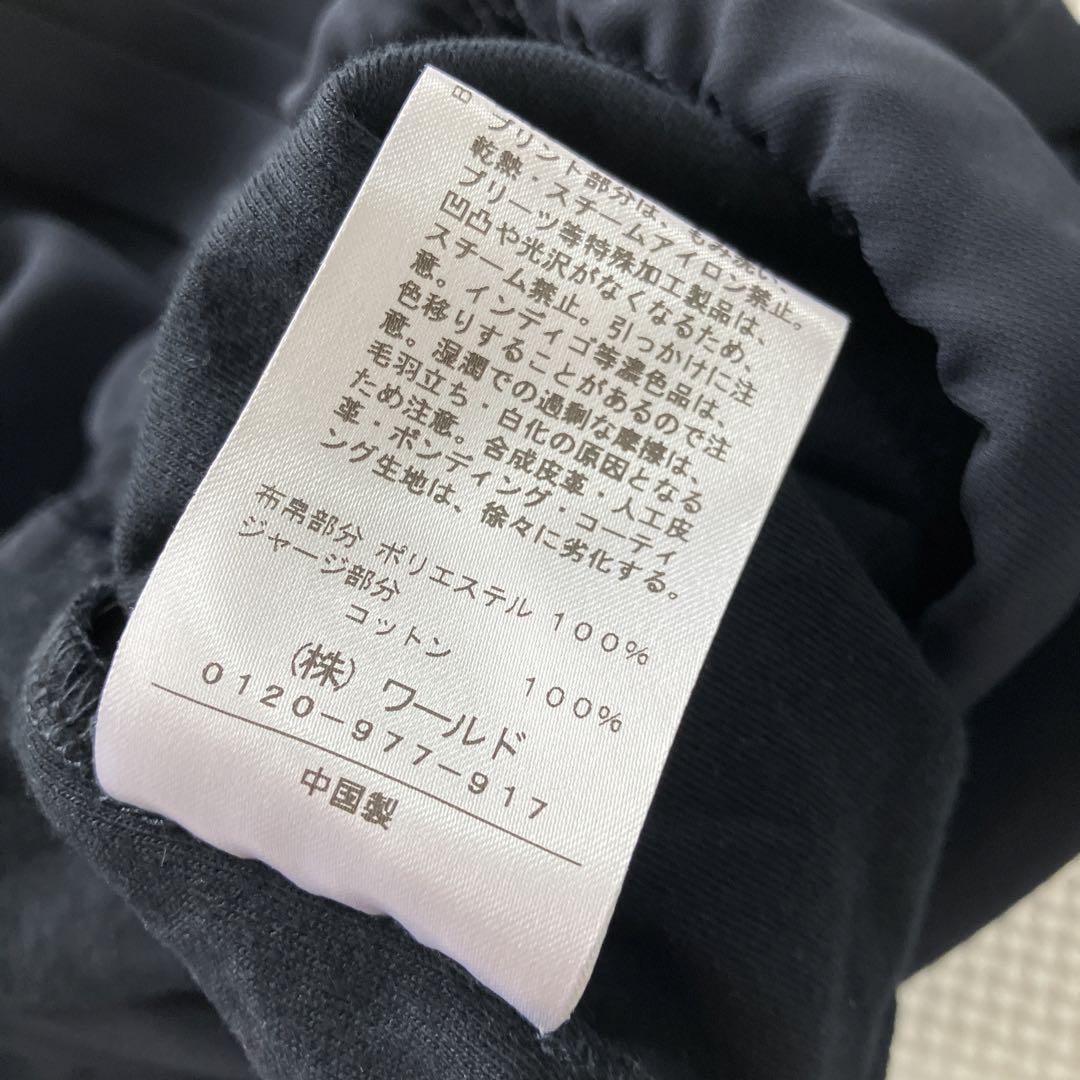 プリント部分は、もみ洗い、
乾熱・スチームアイロン禁止。
プリーツ等特殊加工製品は、
凹凸や光沢がなくなるため、
スチーム禁止。引っかけに注
意。インディゴ等濃色品は、
色移りすることがあるので注
意。湿潤での過剰な摩擦は、
毛羽立ち・白化の原因となる
ため注意。合成皮革・人工皮
革・ボンディング・コーティ
ング生地は、徐々に劣化する。
布帛部分 ポリエステル 100%
ジャージ部分
コットン 100%
(株) ワールド
0120-977-917
中国製